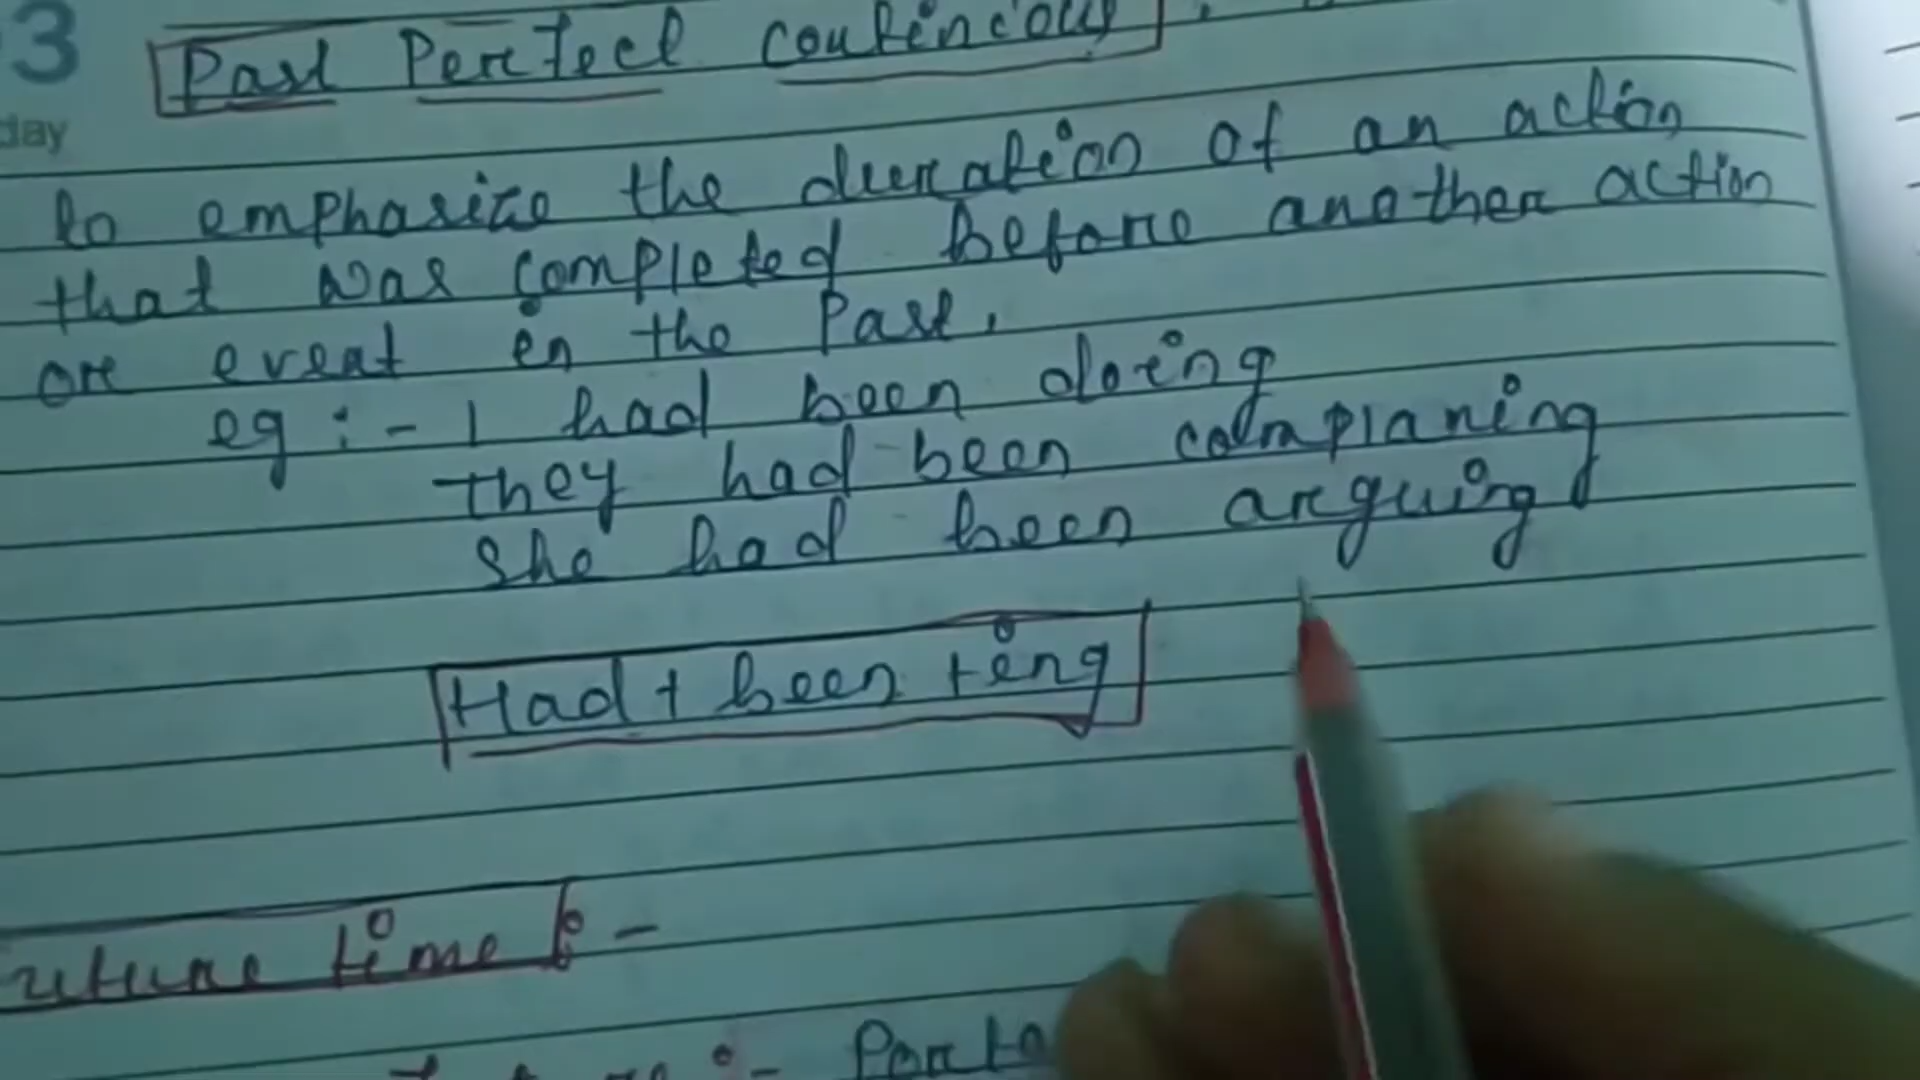 3
day
Past Perfect continuous
to emphasize the duration of an action
that was completed before another action
or event in the Past.
eg :- I had been doing
they had been complaning
She had been arguing
Had + been + ing
uture time :-